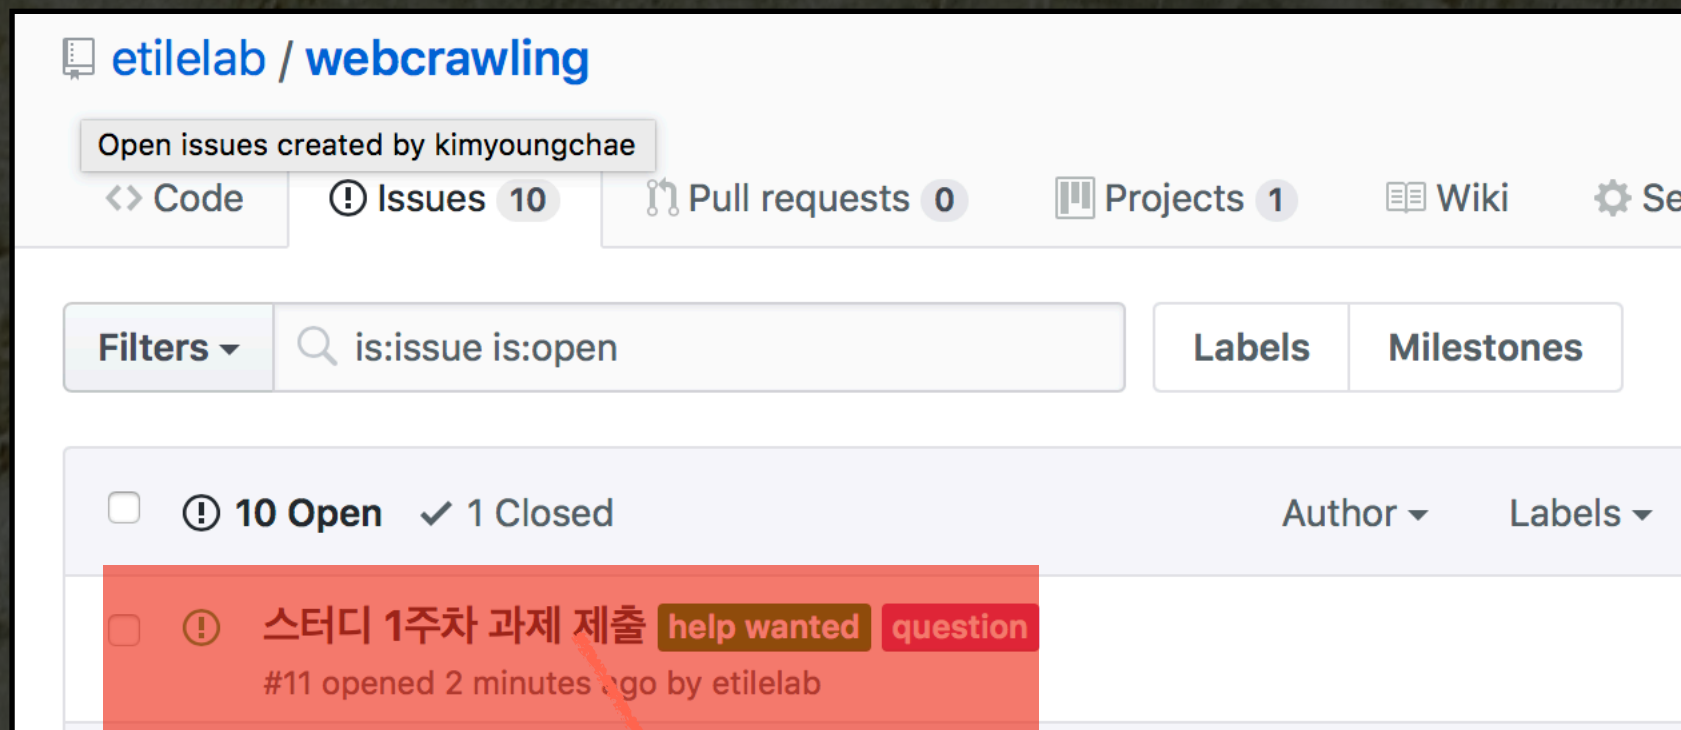 etilelab / webcrawling
Open issues created by kimyoungchae
Code Issues 10 Pull requests 0 Projects 1 Wiki Se
Filters is:issue is:open Labels Milestones
10 Open 1 Closed Author Labels
스터디 1주차 과제 제출 help wanted question
#11 opened 2 minutes ago by etilelab